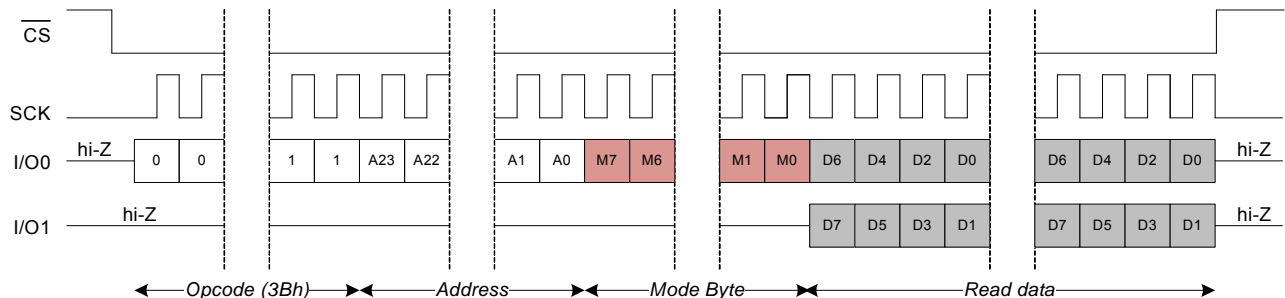 CS
SCK
I/O0 hi-Z 0 0 1 1 A23 A22 A1 A0 M7 M6 M1 M0 D6 D4 D2 D0 D6 D4 D2 D0 hi-Z
I/O1 hi-Z D7 D5 D3 D1 D7 D5 D3 D1 hi-Z
Opcode (3Bh) Address Mode Byte Read data